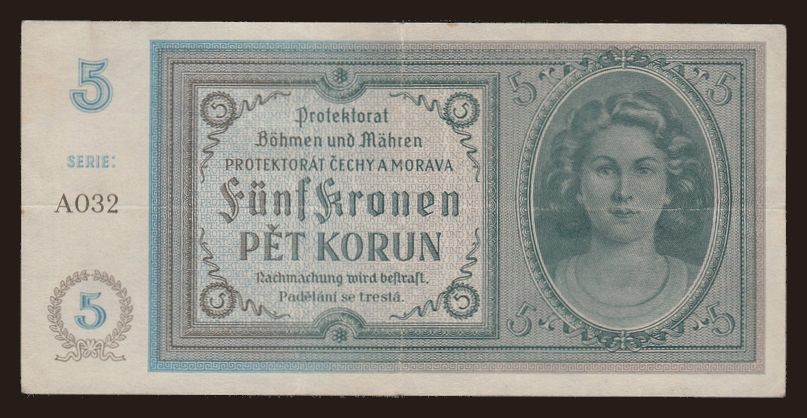 5
SERIE:
A032
5
5
5
Protektorat
Böhmen und Mähren
PROTEKTORÁT ČECHY A MORAVA
Fünf Kronen
PĚT KORUN
Nachmachung wird bestraft.
Padělání se trestá.
5
5
5
5
5
5